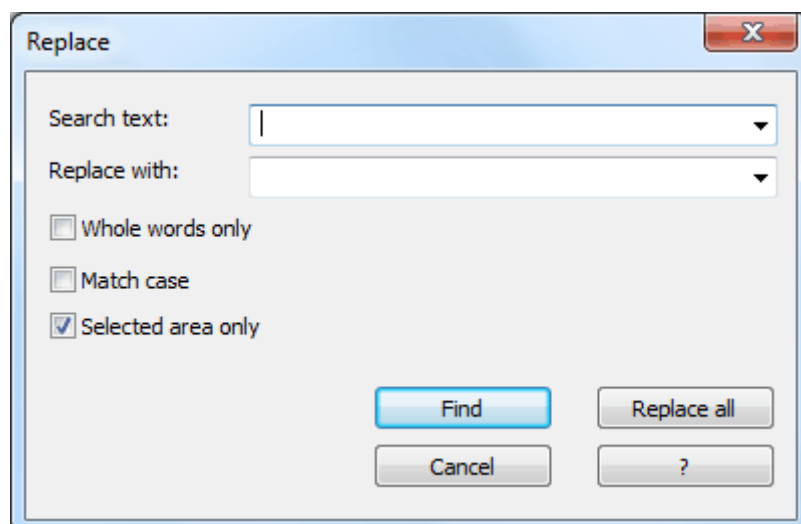 Replace
Search text:
Replace with:
Whole words only
Match case
Selected area only
Find Replace all
Cancel ?